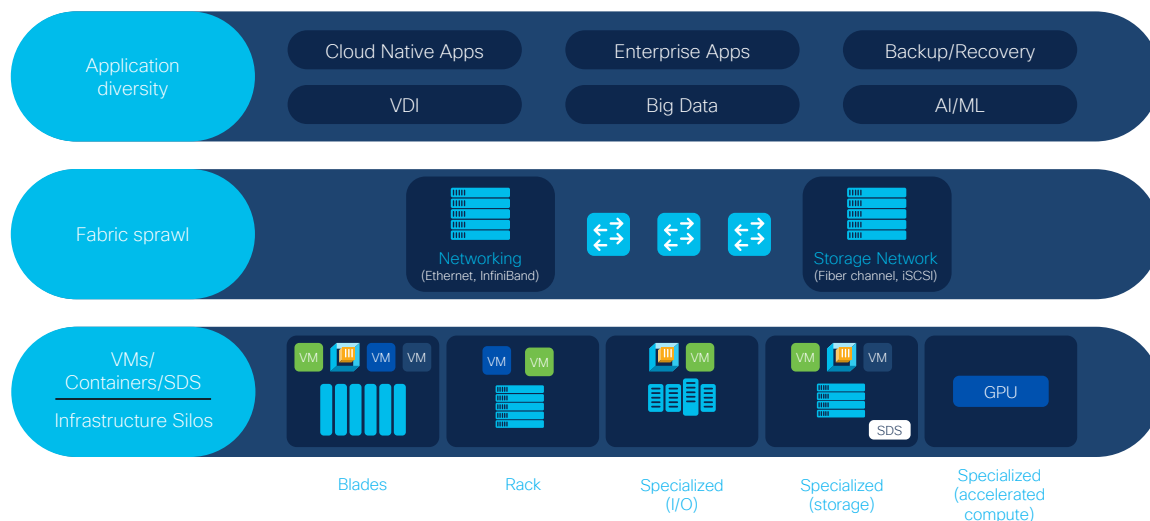 Application
diversity
Cloud Native Apps
Enterprise Apps
Backup/Recovery
VDI
Big Data
AI/ML
Fabric sprawl
Networking
(Ethernet, InfiniBand)
Storage Network
(Fiber channel, iSCSI)
VMs/
Containers/SDS
Infrastructure Silos
VM
VM
VM
VM
VM
VM
VM
VM
SDS
GPU
Blades
Rack
Specialized
(I/O)
Specialized
(storage)
Specialized
(accelerated
compute)